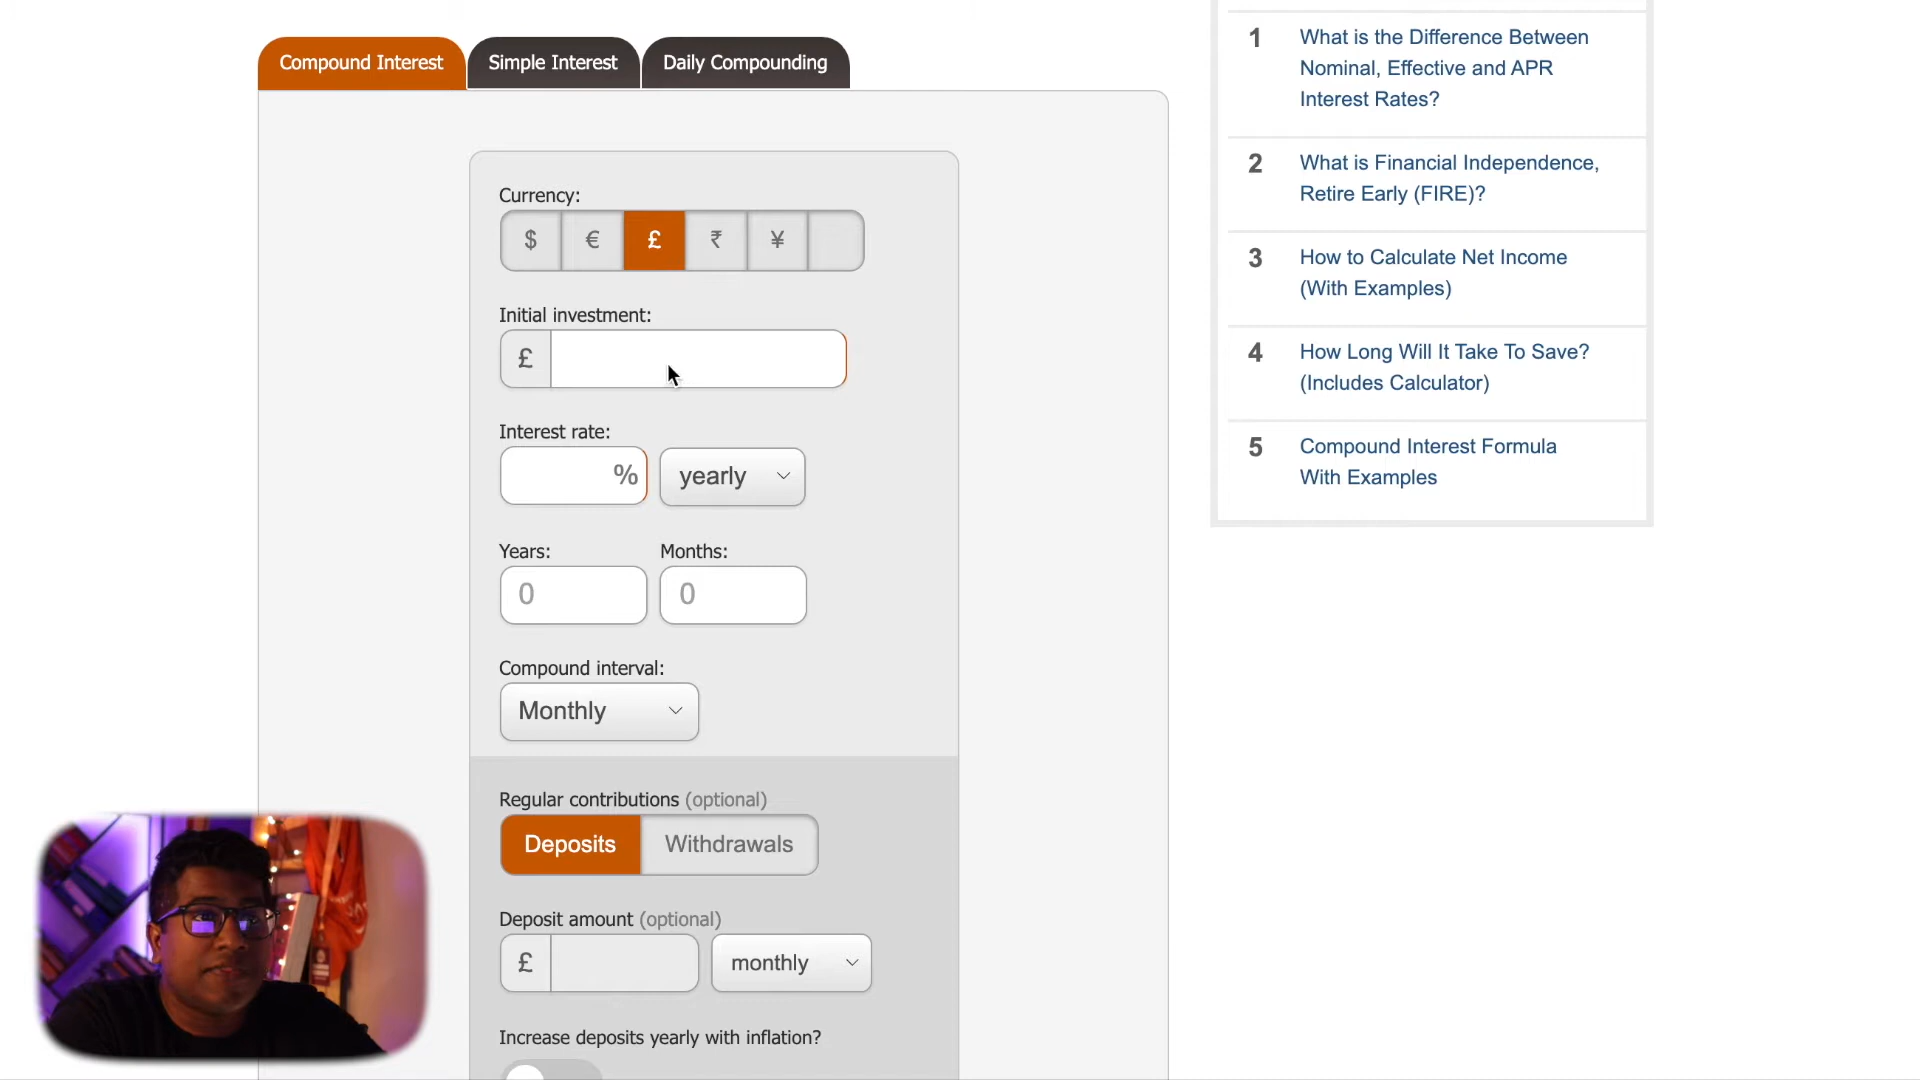 Compound Interest
Simple Interest
Daily Compounding
Currency:
$
€
£
₹
¥
Initial investment:
£
Interest rate:
%
yearly
Years:
Months:
0
0
Compound interval:
Monthly
Regular contributions (optional)
Deposits
Withdrawals
Deposit amount (optional)
£
monthly
Increase deposits yearly with inflation?
1
What is the Difference Between
Nominal, Effective and APR
Interest Rates?
2
What is Financial Independence,
Retire Early (FIRE)?
3
How to Calculate Net Income
(With Examples)
4
How Long Will It Take To Save?
(Includes Calculator)
5
Compound Interest Formula
With Examples